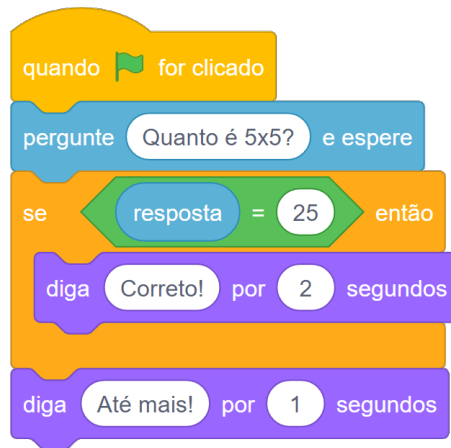 quando for clicado
pergunte Quanto é 5x5? e espere
se resposta = 25 então
diga Correto! por 2 segundos
diga Até mais! por 1 segundos